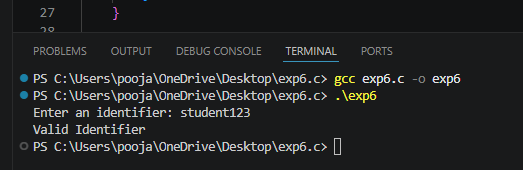 27 }
28
PROBLEMS OUTPUT DEBUG CONSOLE TERMINAL PORTS
PS C:\Users\pooja\OneDrive\Desktop\exp6.c> gcc exp6.c -o exp6
PS C:\Users\pooja\OneDrive\Desktop\exp6.c> .\exp6
Enter an identifier: student123
Valid Identifier
PS C:\Users\pooja\OneDrive\Desktop\exp6.c>